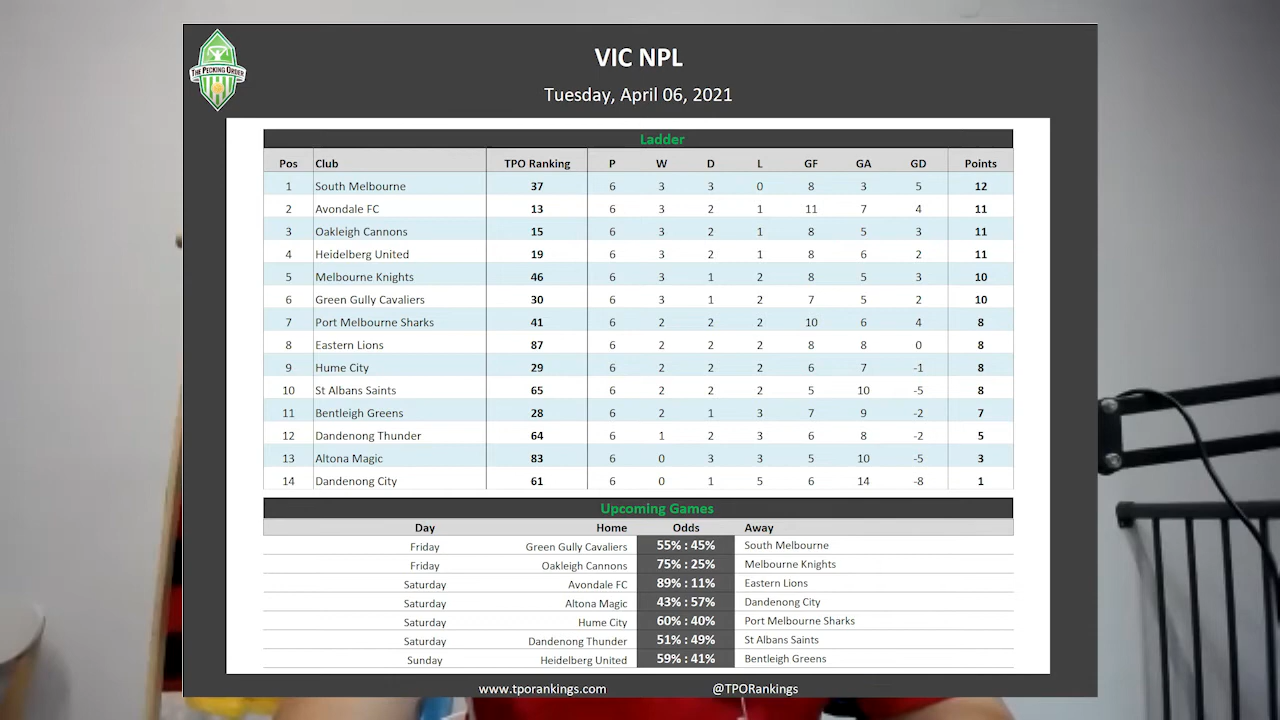 THE PECKING ORDER
VIC NPL
Tuesday, April 06, 2021
Ladder
Pos Club TPO Ranking P W D L GF GA GD Points
1 South Melbourne 37 6 3 3 0 8 3 5 12
2 Avondale FC 13 6 3 2 1 11 7 4 11
3 Oakleigh Cannons 15 6 3 2 1 8 5 3 11
4 Heidelberg United 19 6 3 2 1 8 6 2 11
5 Melbourne Knights 46 6 3 1 2 8 5 3 10
6 Green Gully Cavaliers 30 6 3 1 2 7 5 2 10
7 Port Melbourne Sharks 41 6 2 2 2 10 6 4 8
8 Eastern Lions 87 6 2 2 2 8 8 0 8
9 Hume City 29 6 2 2 2 6 7 -1 8
10 St Albans Saints 65 6 2 2 2 5 10 -5 8
11 Bentleigh Greens 28 6 2 1 3 7 9 -2 7
12 Dandenong Thunder 64 6 1 2 3 6 8 -2 5
13 Altona Magic 83 6 0 3 3 5 10 -5 3
14 Dandenong City 61 6 0 1 5 6 14 -8 1
Upcoming Games
Day Home Odds Away
Friday Green Gully Cavaliers 55% : 45% South Melbourne
Friday Oakleigh Cannons 75% : 25% Melbourne Knights
Saturday Avondale FC 89% : 11% Eastern Lions
Saturday Altona Magic 43% : 57% Dandenong City
Saturday Hume City 60% : 40% Port Melbourne Sharks
Saturday Dandenong Thunder 51% : 49% St Albans Saints
Sunday Heidelberg United 59% : 41% Bentleigh Greens
www.tporankings.com @TPORankings